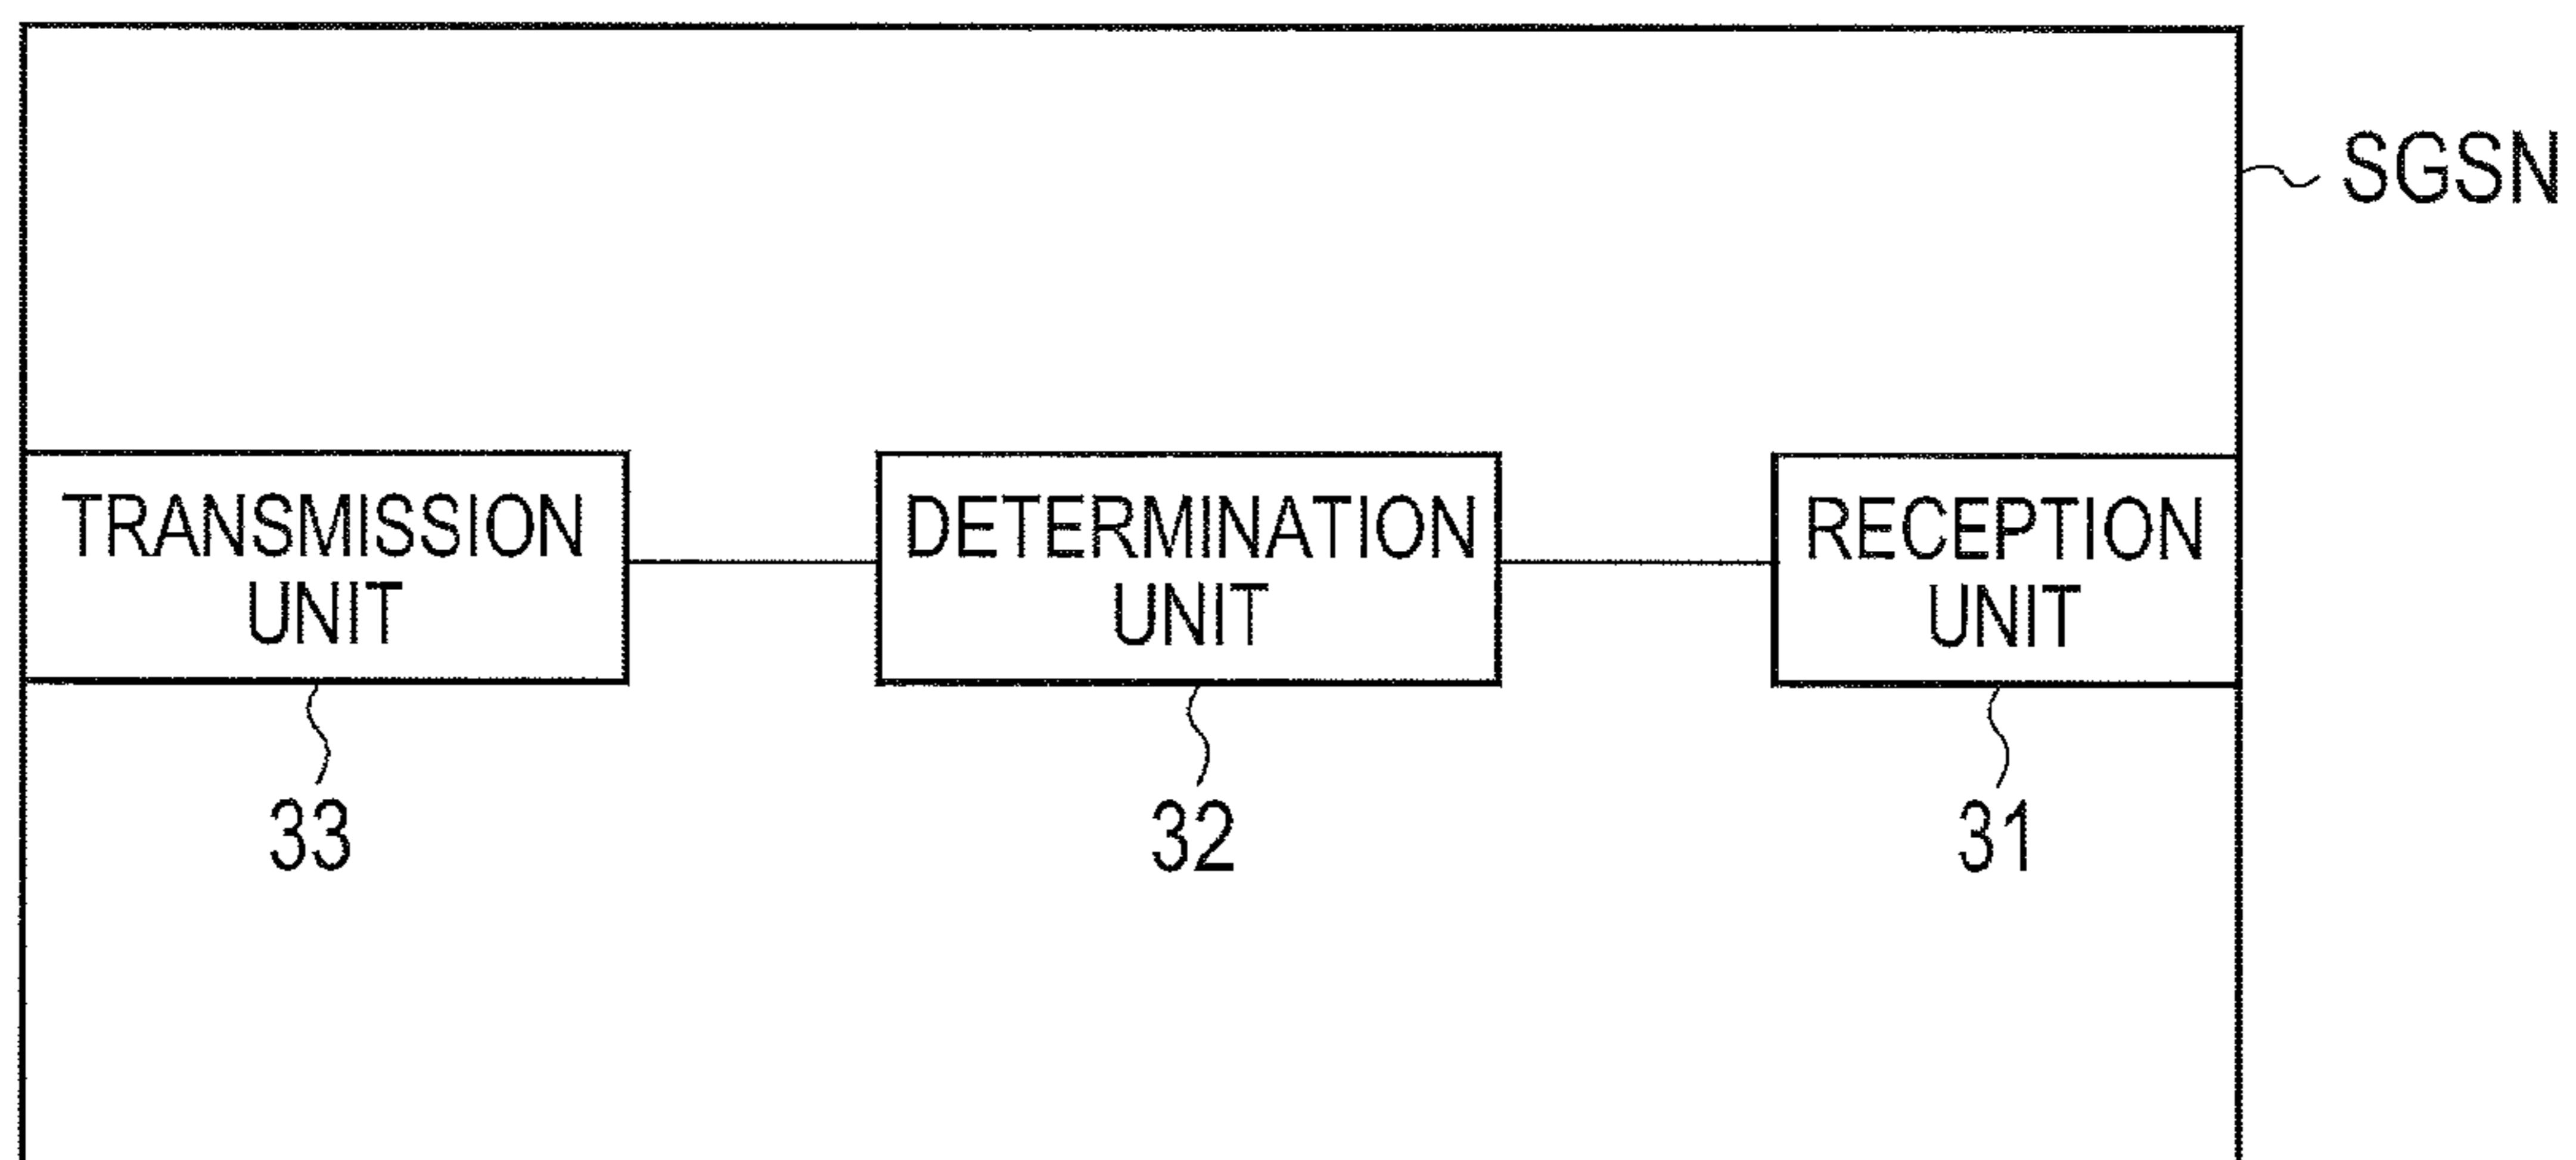 SGSN
TRANSMISSION
UNIT
DETERMINATION
UNIT
RECEPTION
UNIT
33
32
31